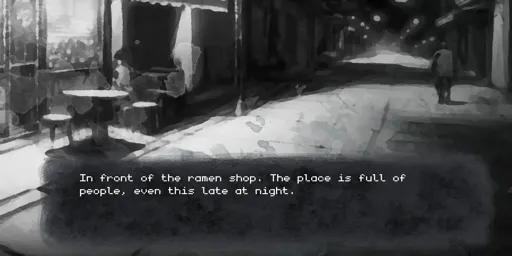 In front of the ramen shop. The place is full of
people, even this late at night.